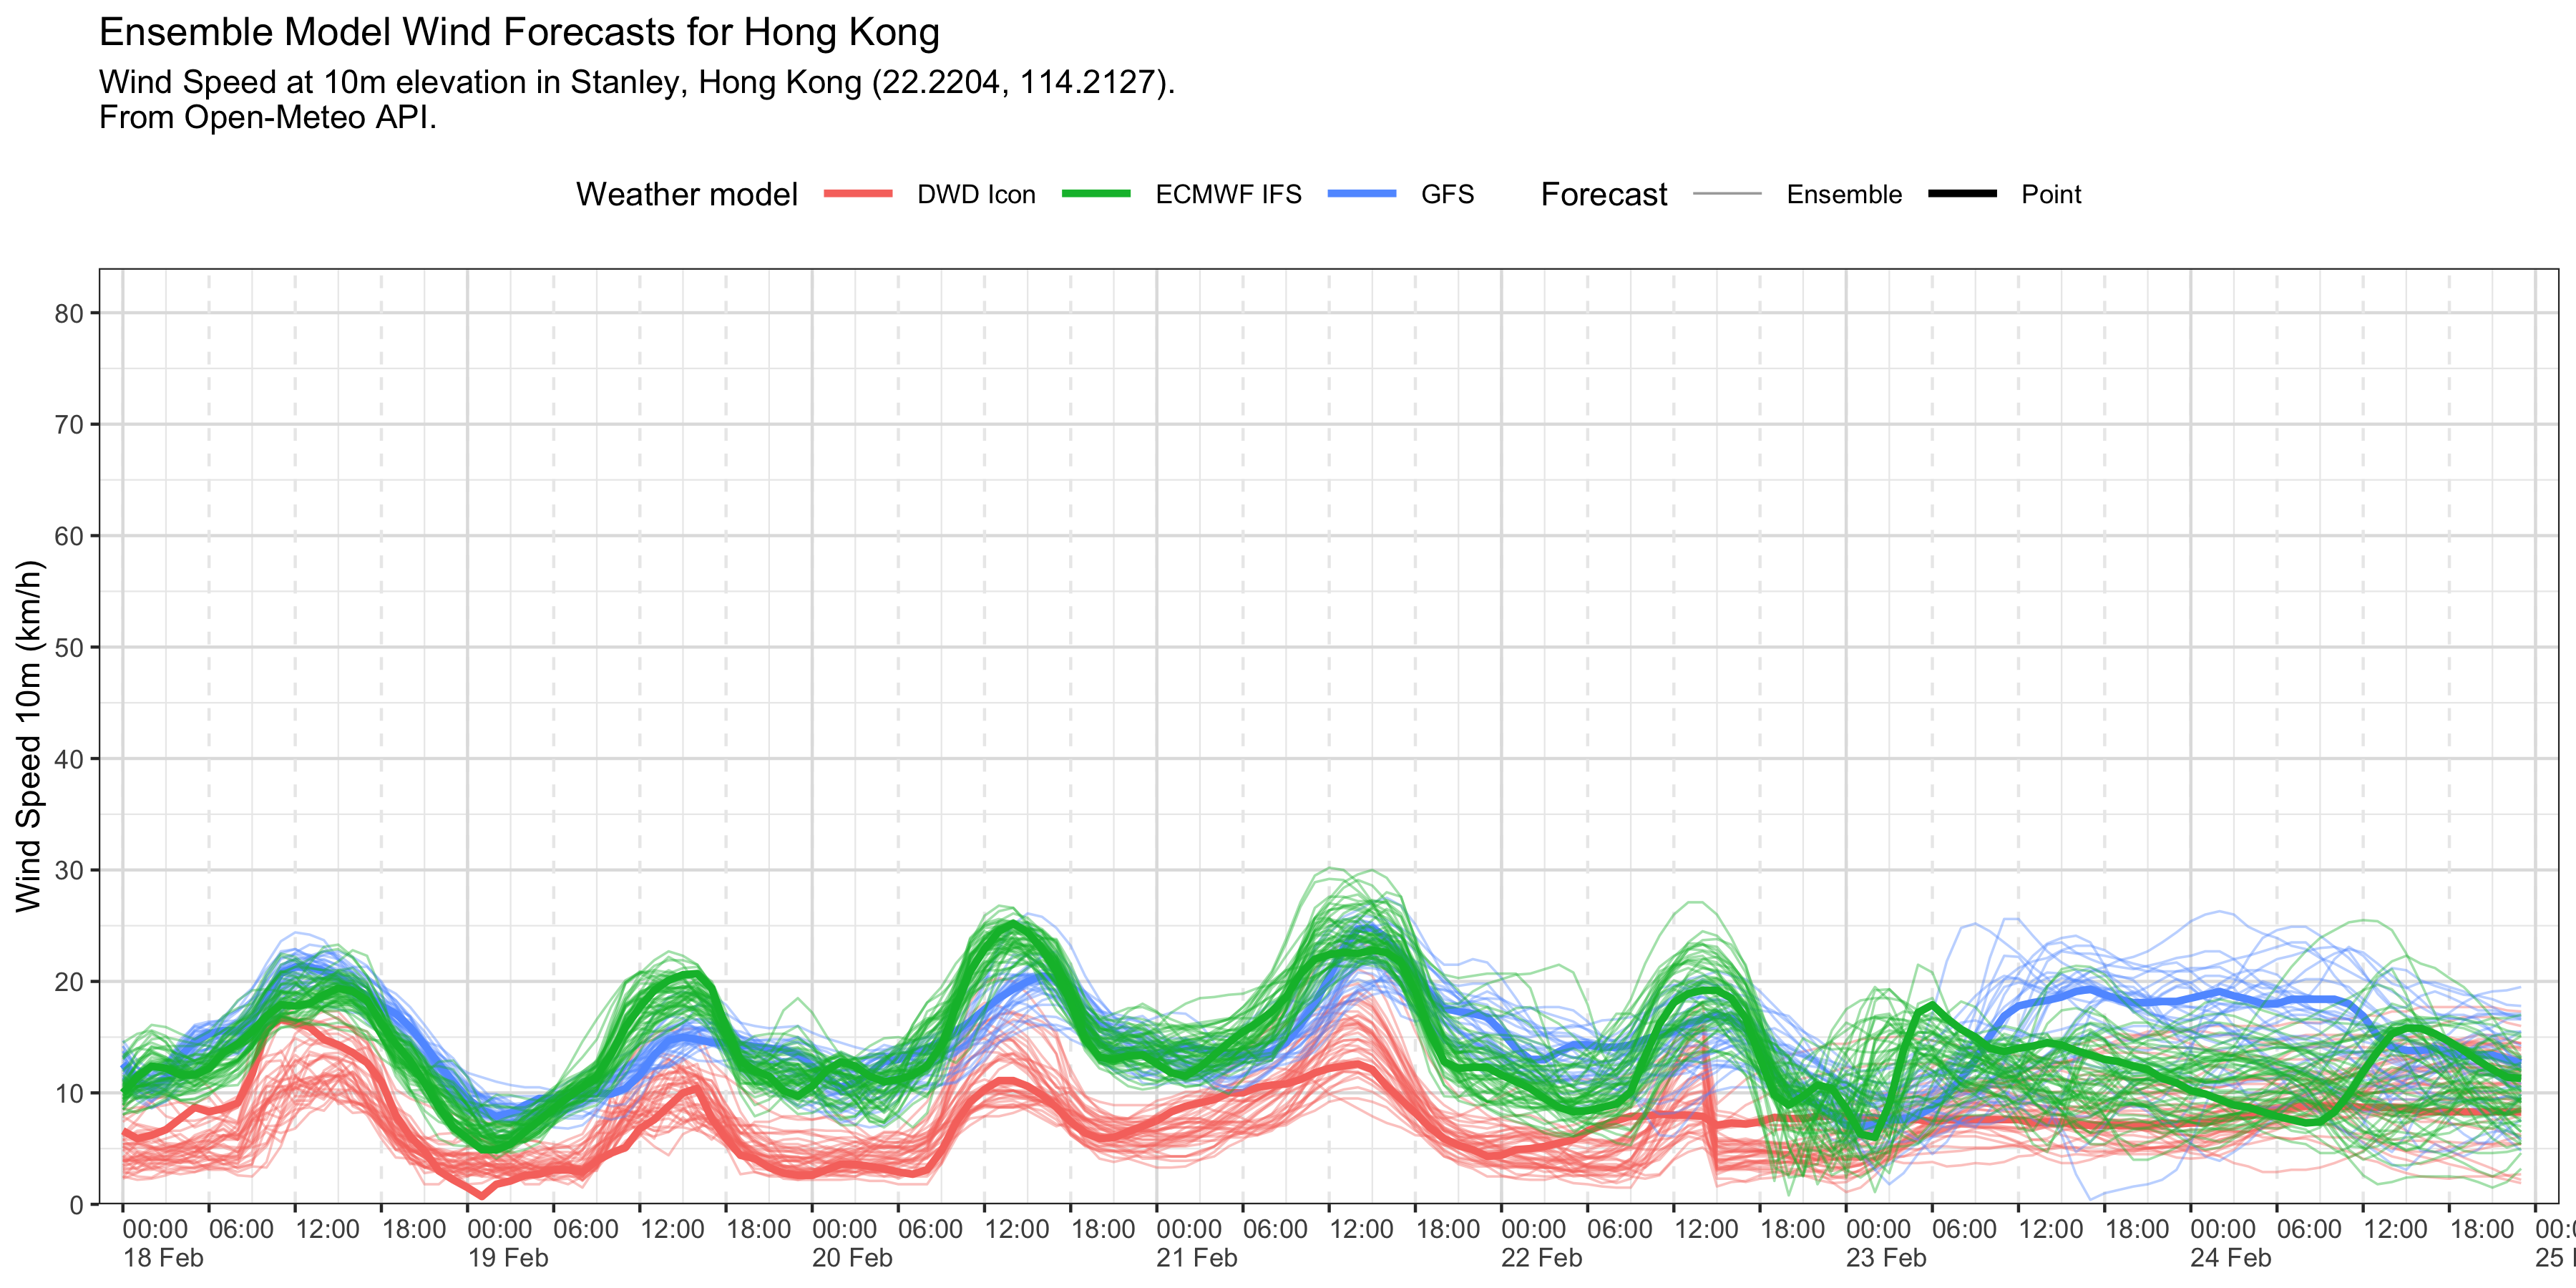 Ensemble Model Wind Forecasts for Hong Kong
Wind Speed at 10m elevation in Stanley, Hong Kong (22.2204, 114.2127).
From Open-Meteo API.
Weather model DWD Icon ECMWF IFS GFS Forecast Ensemble Point
Wind Speed 10m (km/h)
80
70
60
50
40
30
20
10
0
00:00 06:00 12:00 18:00 00:00 06:00 12:00 18:00 00:00 06:00 12:00 18:00 00:00 06:00 12:00 18:00 00:00 06:00 12:00 18:00 00:00 06:00 12:00 18:00 00:00 06:00 12:00 18:00
18 Feb 19 Feb 20 Feb 21 Feb 22 Feb 23 Feb 24 Feb 25